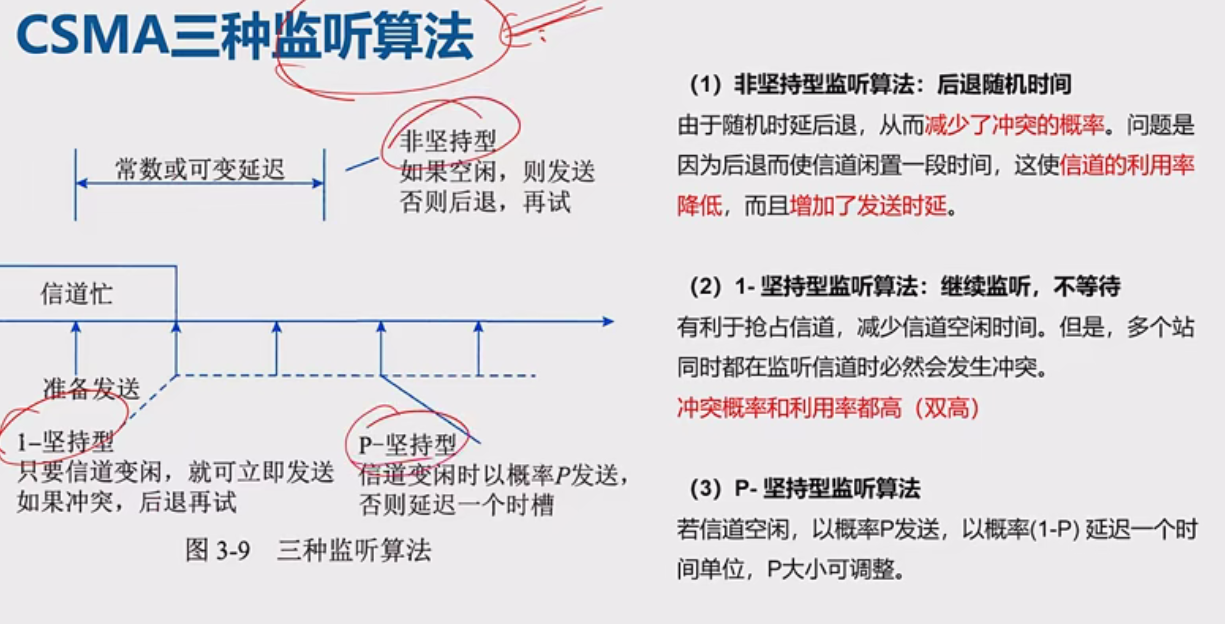 CSMA三种监听算法
常数或可变延迟
非坚持型
如果空闲，则发送
否则后退，再试
信道忙
准备发送
1-坚持型
只要信道变闲，就可立即发送
如果冲突，后退再试
P-坚持型
信道变闲时以概率P发送，
否则延迟一个时槽
图 3-9 三种监听算法
（1）非坚持型监听算法：后退随机时间
由于随机时延后退，从而减少了冲突的概率。问题是
因为后退而使信道闲置一段时间，这使信道的利用率
降低，而且增加了发送时延。
（2）1- 坚持型监听算法：继续监听，不等待
有利于抢占信道，减少信道空闲时间。但是，多个站
同时都在监听信道时必然会发生冲突。
冲突概率和利用率都高（双高）
（3）P- 坚持型监听算法
若信道空闲，以概率P发送，以概率(1-P) 延迟一个时
间单位，P大小可调整。